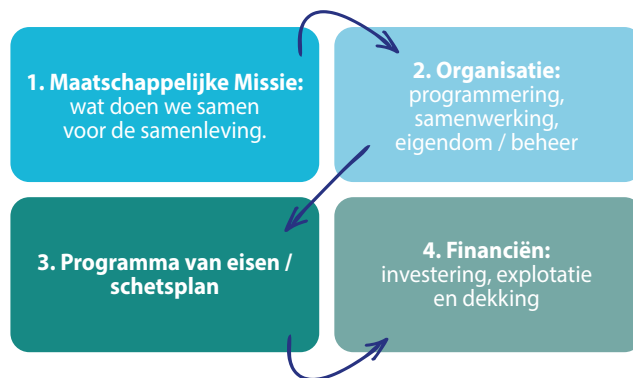 1. Maatschappelijke Missie:
wat doen we samen
voor de samenleving.
2. Organisatie:
programmering,
samenwerking,
eigendom / beheer
3. Programma van eisen /
schetsplan
4. Financiën:
investering, explotatie
en dekking